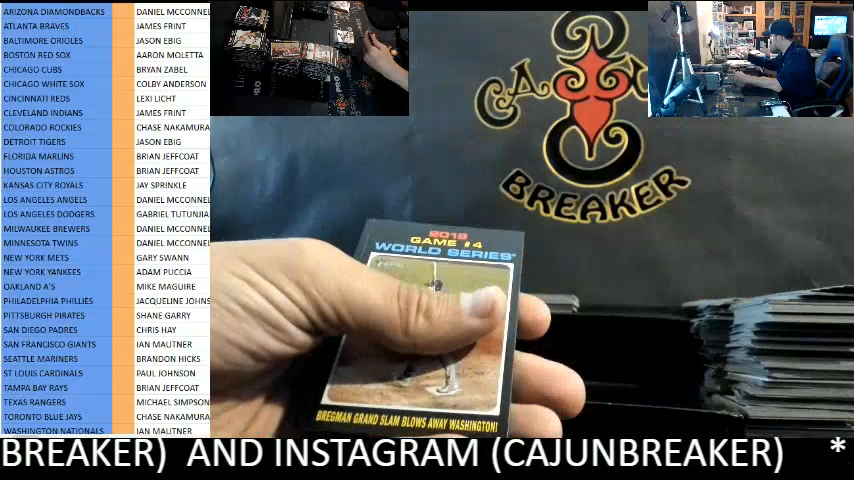 ARIZONA DIAMONDBACKS DANIEL MCCONNEL
ATLANTA BRAVES JAMES FRINT
BALTIMORE ORIOLES JASON EBIG
BOSTON RED SOX AARON MOLETTA
CHICAGO CUBS BRYAN ZABEL
CHICAGO WHITE SOX COLBY ANDERSON
CINCINNATI REDS LEXI LICHT
CLEVELAND INDIANS JAMES FRINT
COLORADO ROCKIES CHASE NAKAMURA
DETROIT TIGERS JASON EBIG
FLORIDA MARLINS BRIAN JEFFCOAT
HOUSTON ASTROS BRIAN JEFFCOAT
KANSAS CITY ROYALS JAY SPRINKLE
LOS ANGELES ANGELS DANIEL MCCONNEL
LOS ANGELES DODGERS GABRIEL TUTUNJIA
MILWAUKEE BREWERS DANIEL MCCONNEL
MINNESOTA TWINS DANIEL MCCONNEL
NEW YORK METS GARY SWANN
NEW YORK YANKEES ADAM PUCCIA
OAKLAND A'S MIKE MAGUIRE
PHILADELPHIA PHILLIES JACQUELINE JOHNS
PITTSBURGH PIRATES SHANE GARRY
SAN DIEGO PADRES CHRIS HAY
SAN FRANCISCO GIANTS IAN MAUTNER
SEATTLE MARINERS BRANDON HICKS
ST LOUIS CARDINALS PAUL JOHNSON
TAMPA BAY RAYS BRIAN JEFFCOAT
TEXAS RANGERS MICHAEL SIMPSON
TORONTO BLUE JAYS CHASE NAKAMURA
WASHINGTON NATIONALS IAN MAUTNER
BREAKER
2019
GAME #4
WORLD SERIES
BREGMAN GRAND SLAM BLOWS AWAY WASHINGTON!
BREAKER) AND INSTAGRAM (CAJUNBREAKER) *